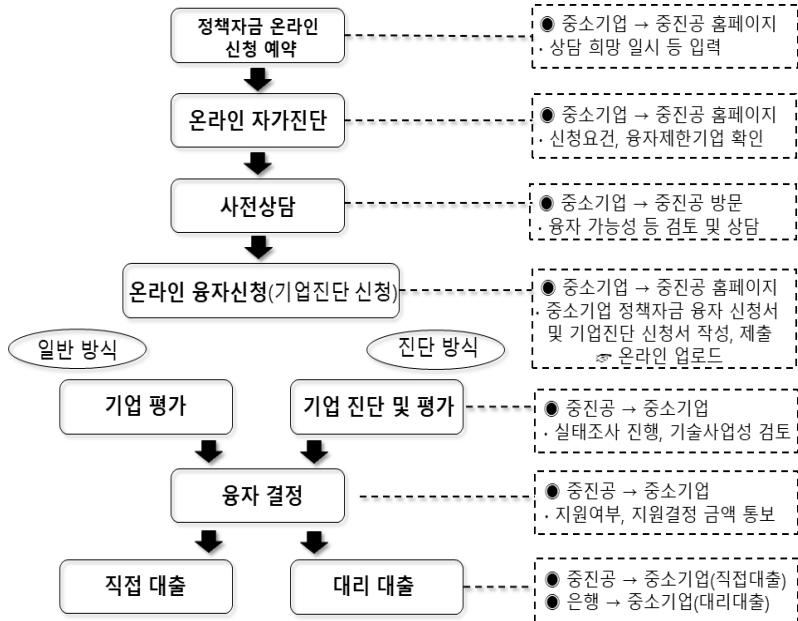 정책자금 온라인
신청 예약
◉ 중소기업 → 중진공 홈페이지
· 상담 희망 일시 등 입력
온라인 자가진단
◉ 중소기업 → 중진공 홈페이지
· 신청요건, 융자제한기업 확인
사전상담
◉ 중소기업 → 중진공 방문
· 융자 가능성 등 검토 및 상담
온라인 융자신청(기업진단 신청)
◉ 중소기업 → 중진공 홈페이지
· 중소기업 정책자금 융자 신청서
및 기업진단 신청서 작성, 제출
☞ 온라인 업로드
일반 방식
진단 방식
기업 평가
기업 진단 및 평가
◉ 중진공 → 중소기업
· 실태조사 진행, 기술사업성 검토
융자 결정
◉ 중진공 → 중소기업
· 지원여부, 지원결정 금액 통보
직접 대출
대리 대출
◉ 중진공 → 중소기업(직접대출)
◉ 은행 → 중소기업(대리대출)